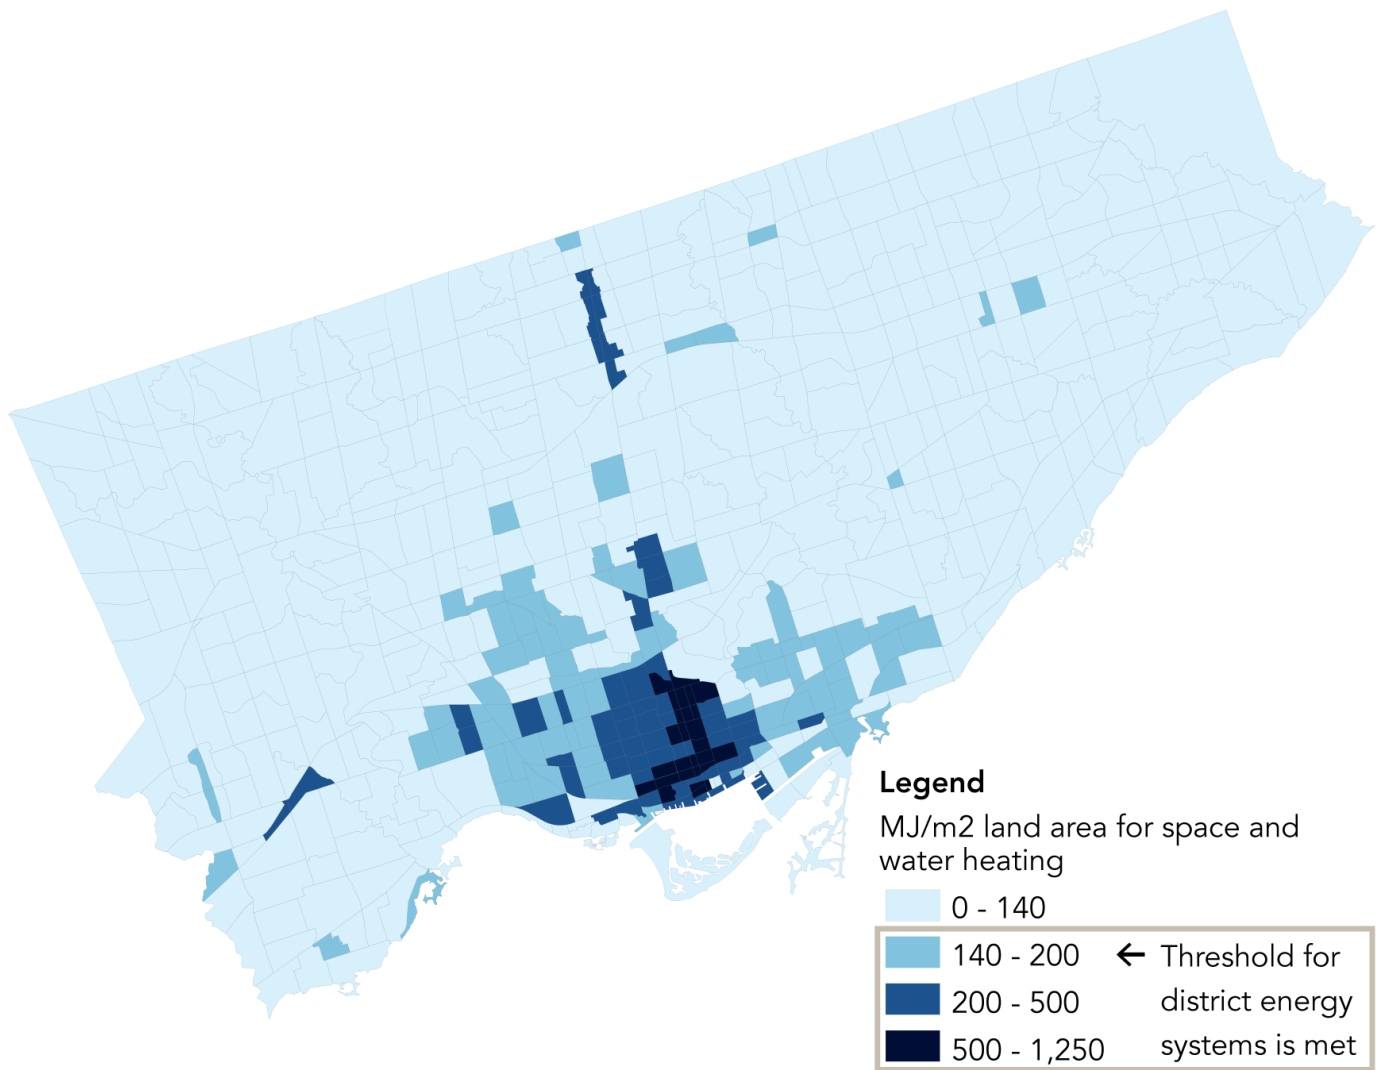 Legend
MJ/m2 land area for space and
water heating
0 - 140
140 - 200 ← Threshold for
200 - 500 district energy
500 - 1,250 systems is met